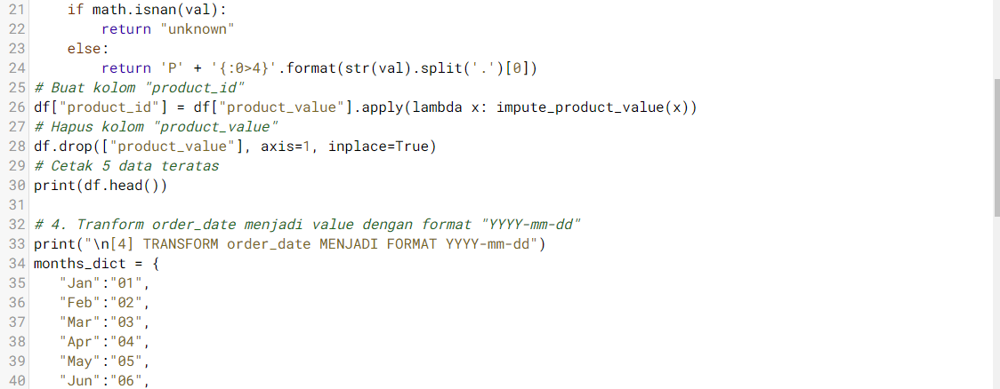 21     if math.isnan(val):
22         return "unknown"
23     else:
24         return 'P' + '{:0>4}'.format(str(val).split('.')[0])
25 # Buat kolom "product_id"
26 df["product_id"] = df["product_value"].apply(lambda x: impute_product_value(x))
27 # Hapus kolom "product_value"
28 df.drop(["product_value"], axis=1, inplace=True)
29 # Cetak 5 data teratas
30 print(df.head())
31
32 # 4. Tranform order_date menjadi value dengan format "YYYY-mm-dd"
33 print("\n[4] TRANSFORM order_date MENJADI FORMAT YYYY-mm-dd")
34 months_dict = {
35    "Jan":"01",
36    "Feb":"02",
37    "Mar":"03",
38    "Apr":"04",
39    "May":"05",
40    "Jun":"06",